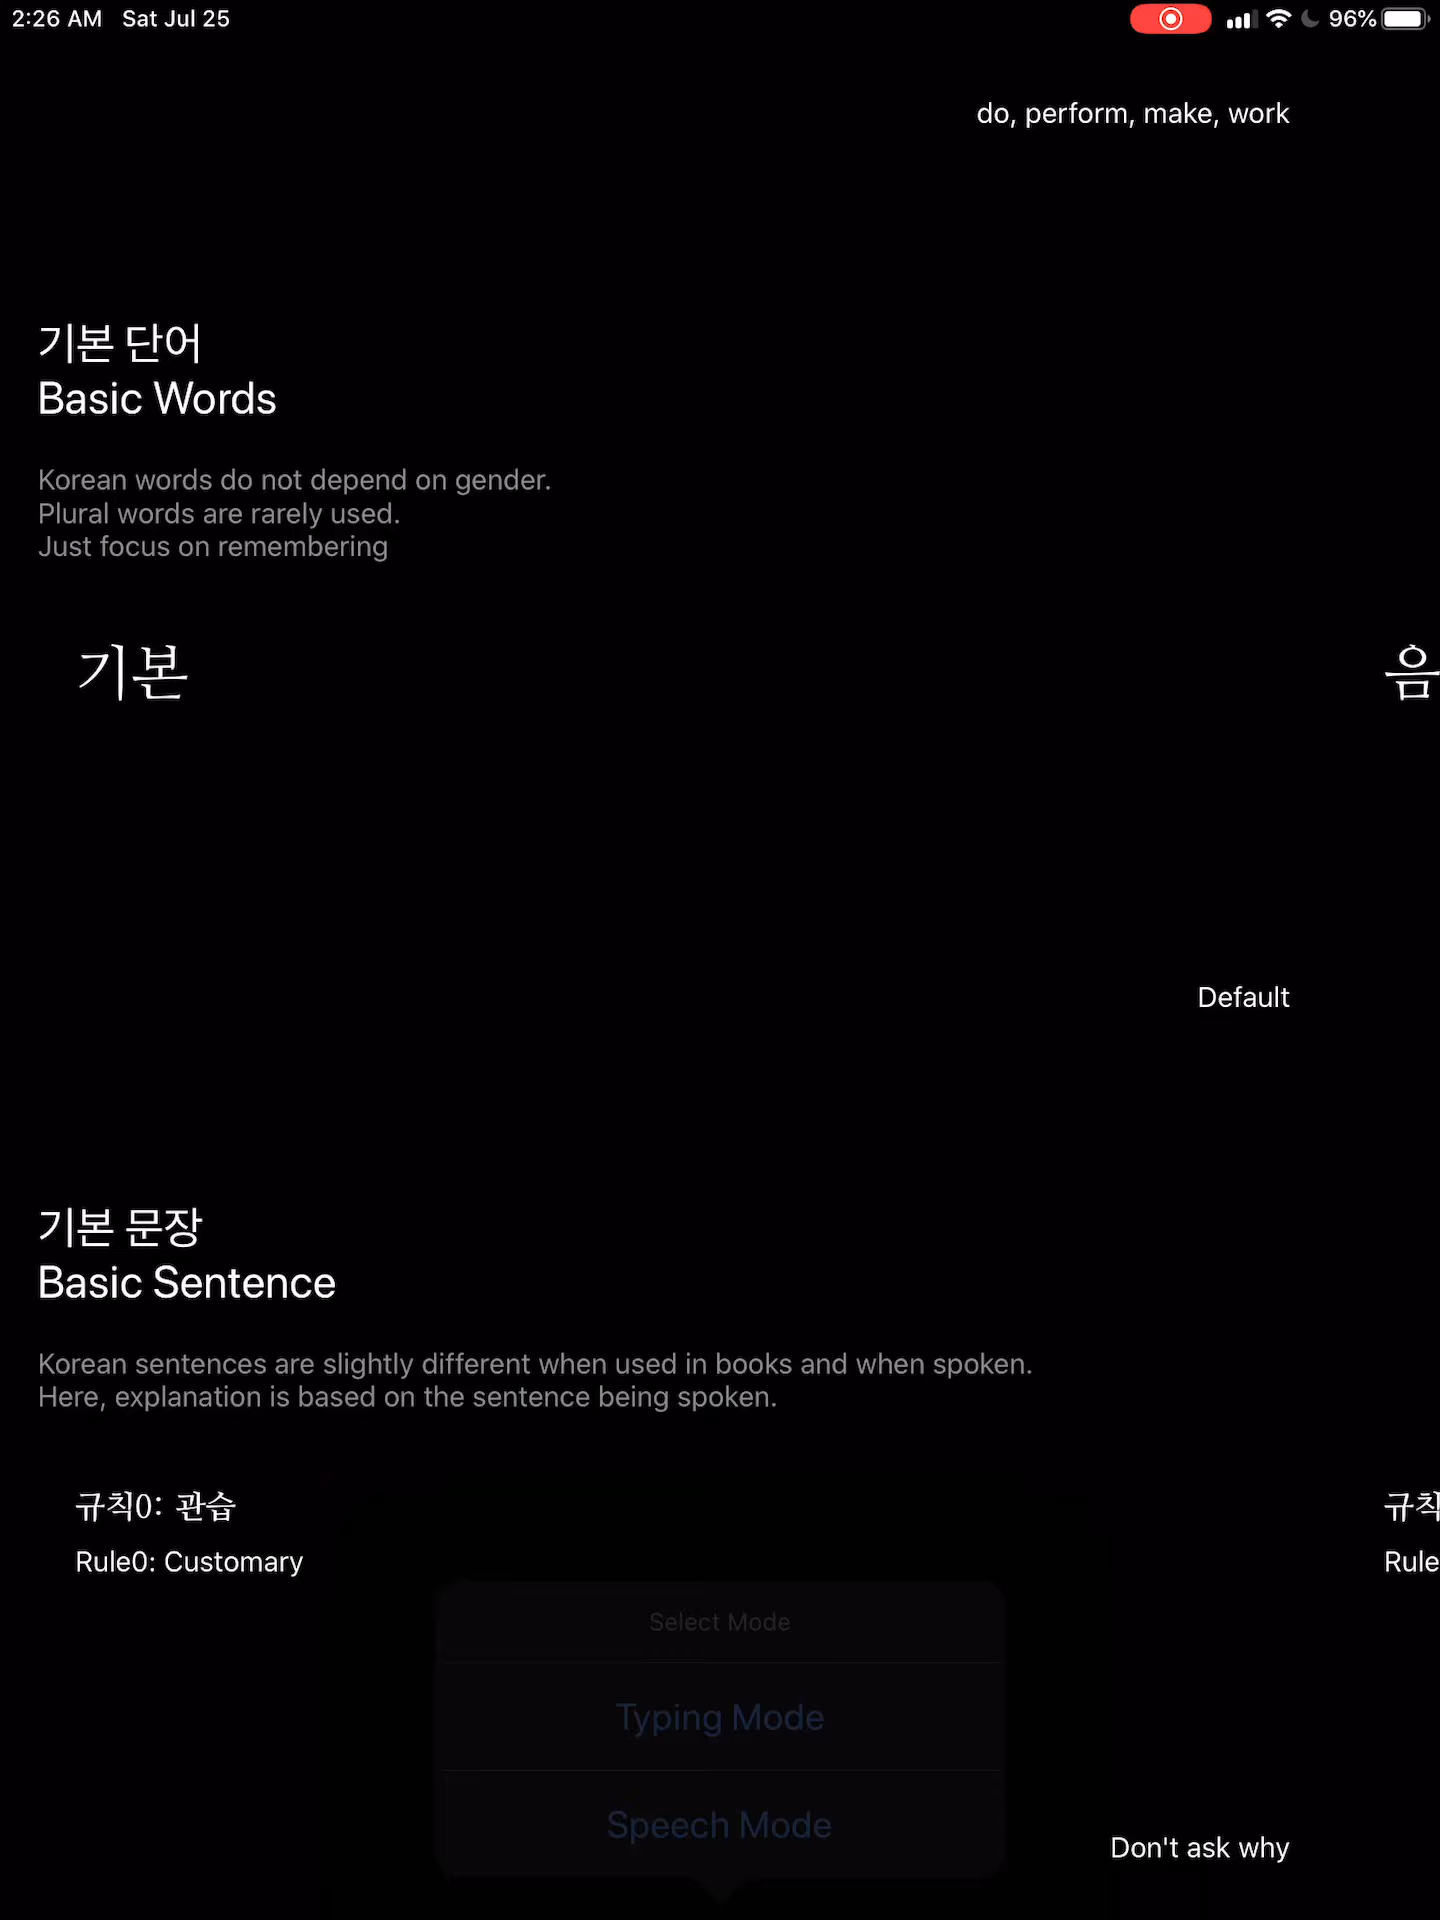 2:26 AM Sat Jul 25 96%
do, perform, make, work
기본 단어
Basic Words
Korean words do not depend on gender.
Plural words are rarely used.
Just focus on remembering
기본 음
Default
기본 문장
Basic Sentence
Korean sentences are slightly different when used in books and when spoken.
Here, explanation is based on the sentence being spoken.
규칙0: 관습 규칙
Rule0: Customary Rule
Select Mode
Typing Mode
Speech Mode
Don't ask why